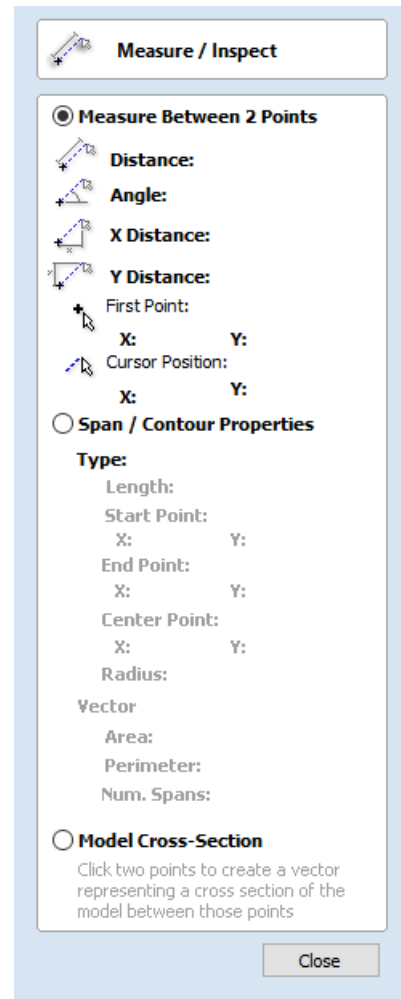 Measure / Inspect
Measure Between 2 Points
Distance:
Angle:
X Distance:
Y Distance:
First Point:
X: Y:
Cursor Position:
X: Y:
Span / Contour Properties
Type:
Length:
Start Point:
X: Y:
End Point:
X: Y:
Center Point:
X: Y:
Radius:
Vector
Area:
Perimeter:
Num. Spans:
Model Cross-Section
Click two points to create a vector
representing a cross section of the
model between those points
Close